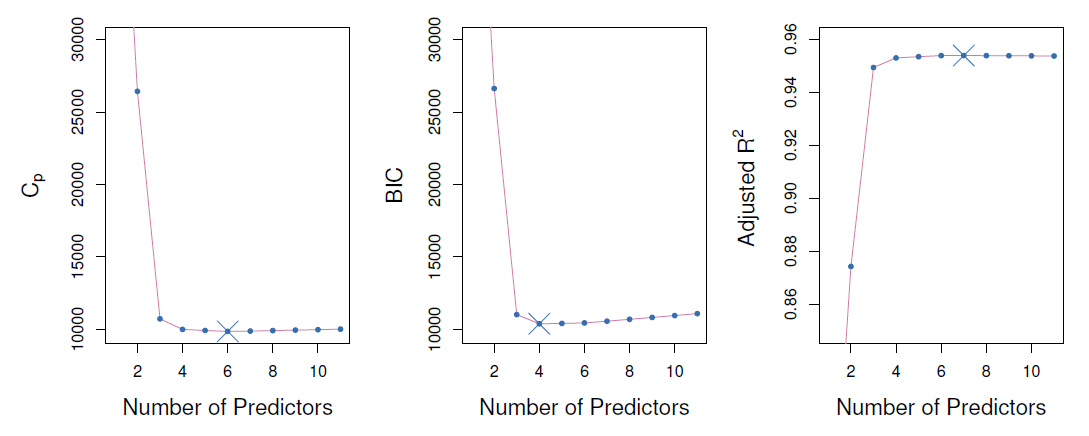 30000
25000
20000
15000
10000
Cp
2 4 6 8 10
Number of Predictors
30000
25000
20000
15000
10000
BIC
2 4 6 8 10
Number of Predictors
0.96
0.94
0.92
0.90
0.88
0.86
Adjusted R²
2 4 6 8 10
Number of Predictors